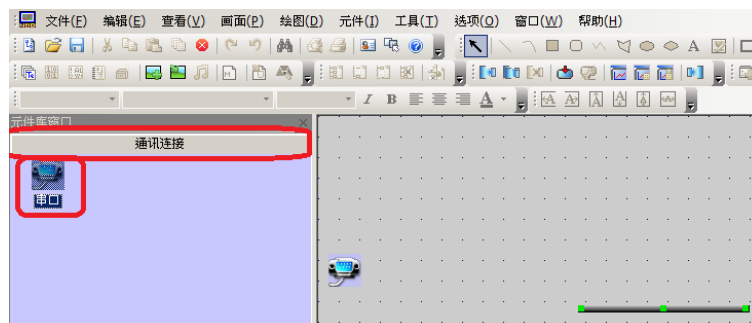 文件(F) 编辑(E) 查看(V) 画面(P) 绘图(D) 元件(I) 工具(T) 选项(O) 窗口(W) 帮助(H)
I B A
元件库窗口
通讯连接
串口